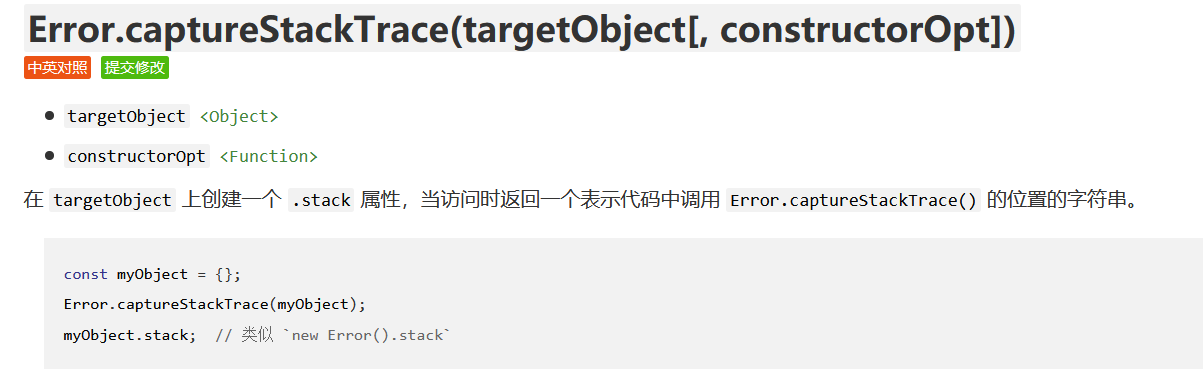 Error.captureStackTrace(targetObject[, constructorOpt])
中英对照 提交修改
targetObject <Object>
constructorOpt <Function>
在 targetObject 上创建一个 .stack 属性，当访问时返回一个表示代码中调用 Error.captureStackTrace() 的位置的字符串。
const myObject = {};
Error.captureStackTrace(myObject);
myObject.stack;  // 类似 `new Error().stack`